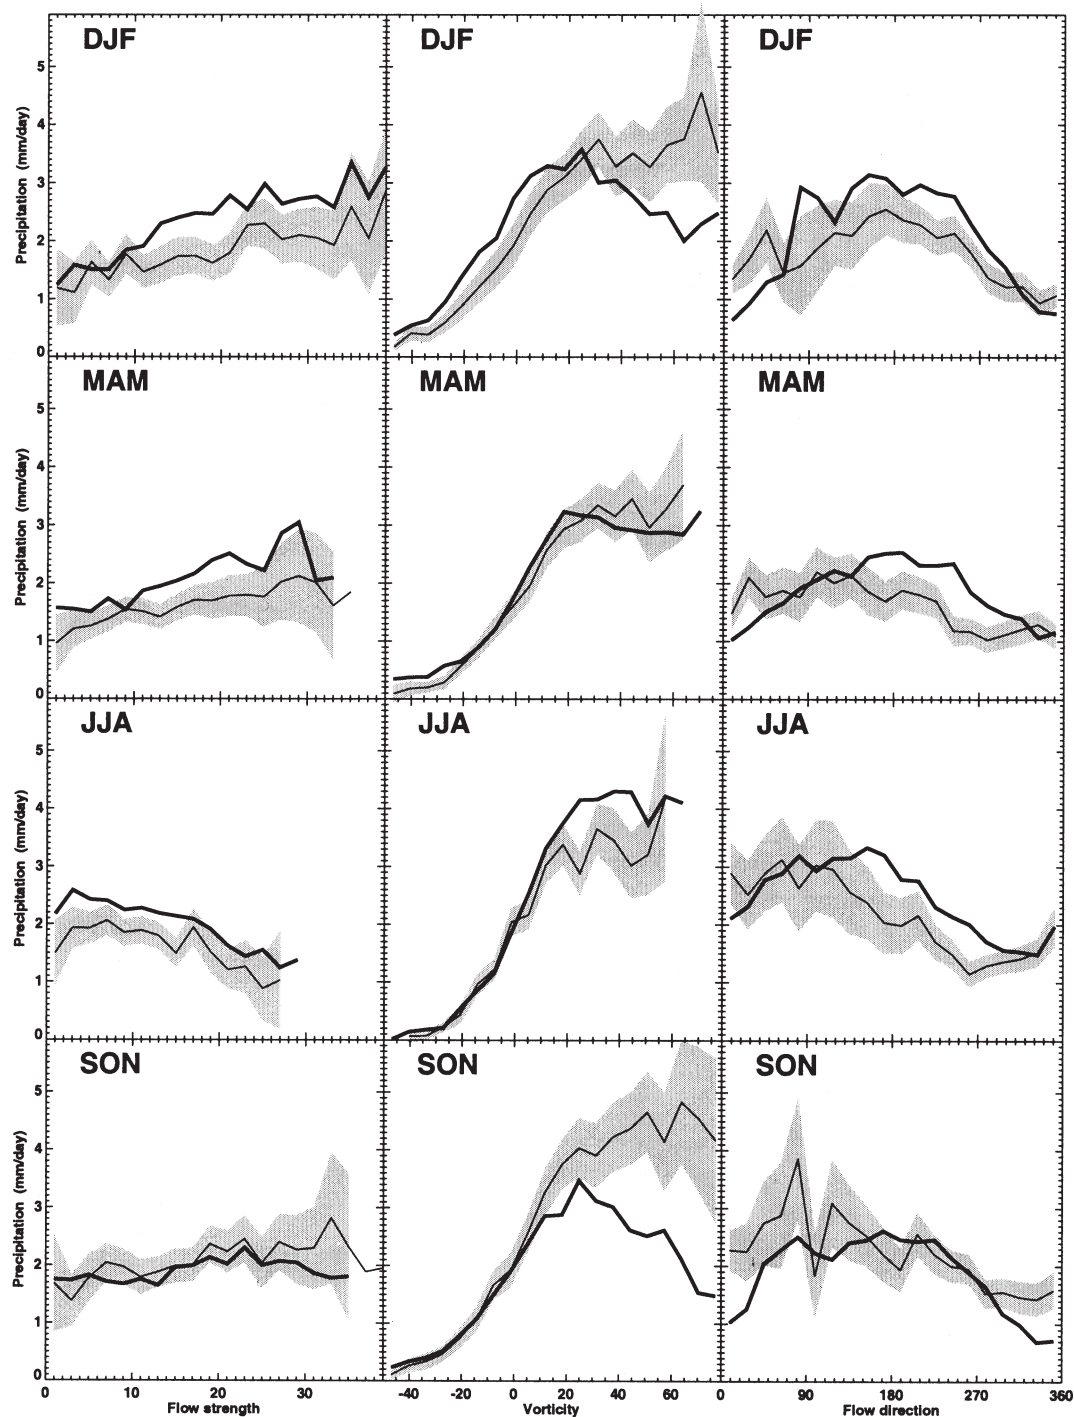 DJF
DJF
DJF
Precipitation (mm/day)
5
4
3
2
1
0
MAM
MAM
MAM
Precipitation (mm/day)
5
4
3
2
1
0
JJA
JJA
JJA
Precipitation (mm/day)
5
4
3
2
1
0
SON
SON
SON
Precipitation (mm/day)
5
4
3
2
1
0
0 10 20 30
-40 -20 0 20 40 60
0 90 180 270 360
Flow strength
Vorticity
Flow direction